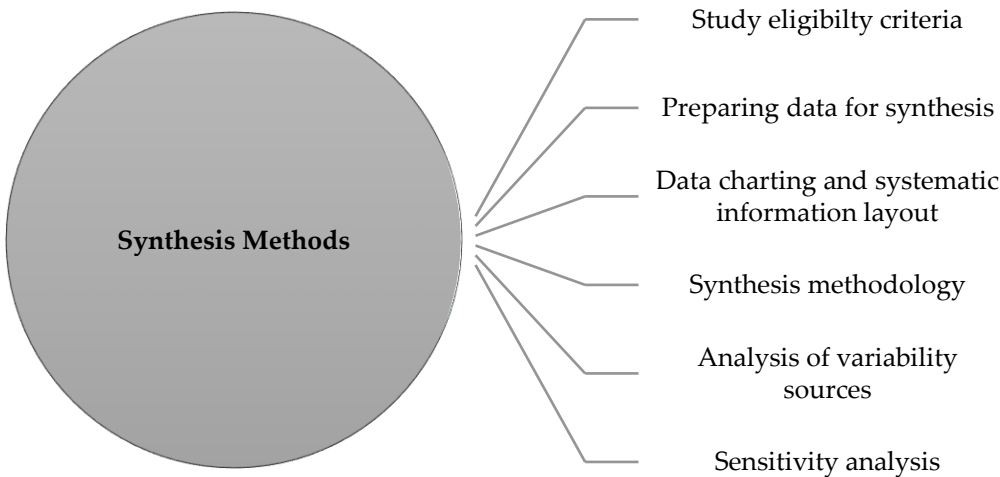 Synthesis Methods
Study eligibilty criteria
Preparing data for synthesis
Data charting and systematic
information layout
Synthesis methodology
Analysis of variability
sources
Sensitivity analysis